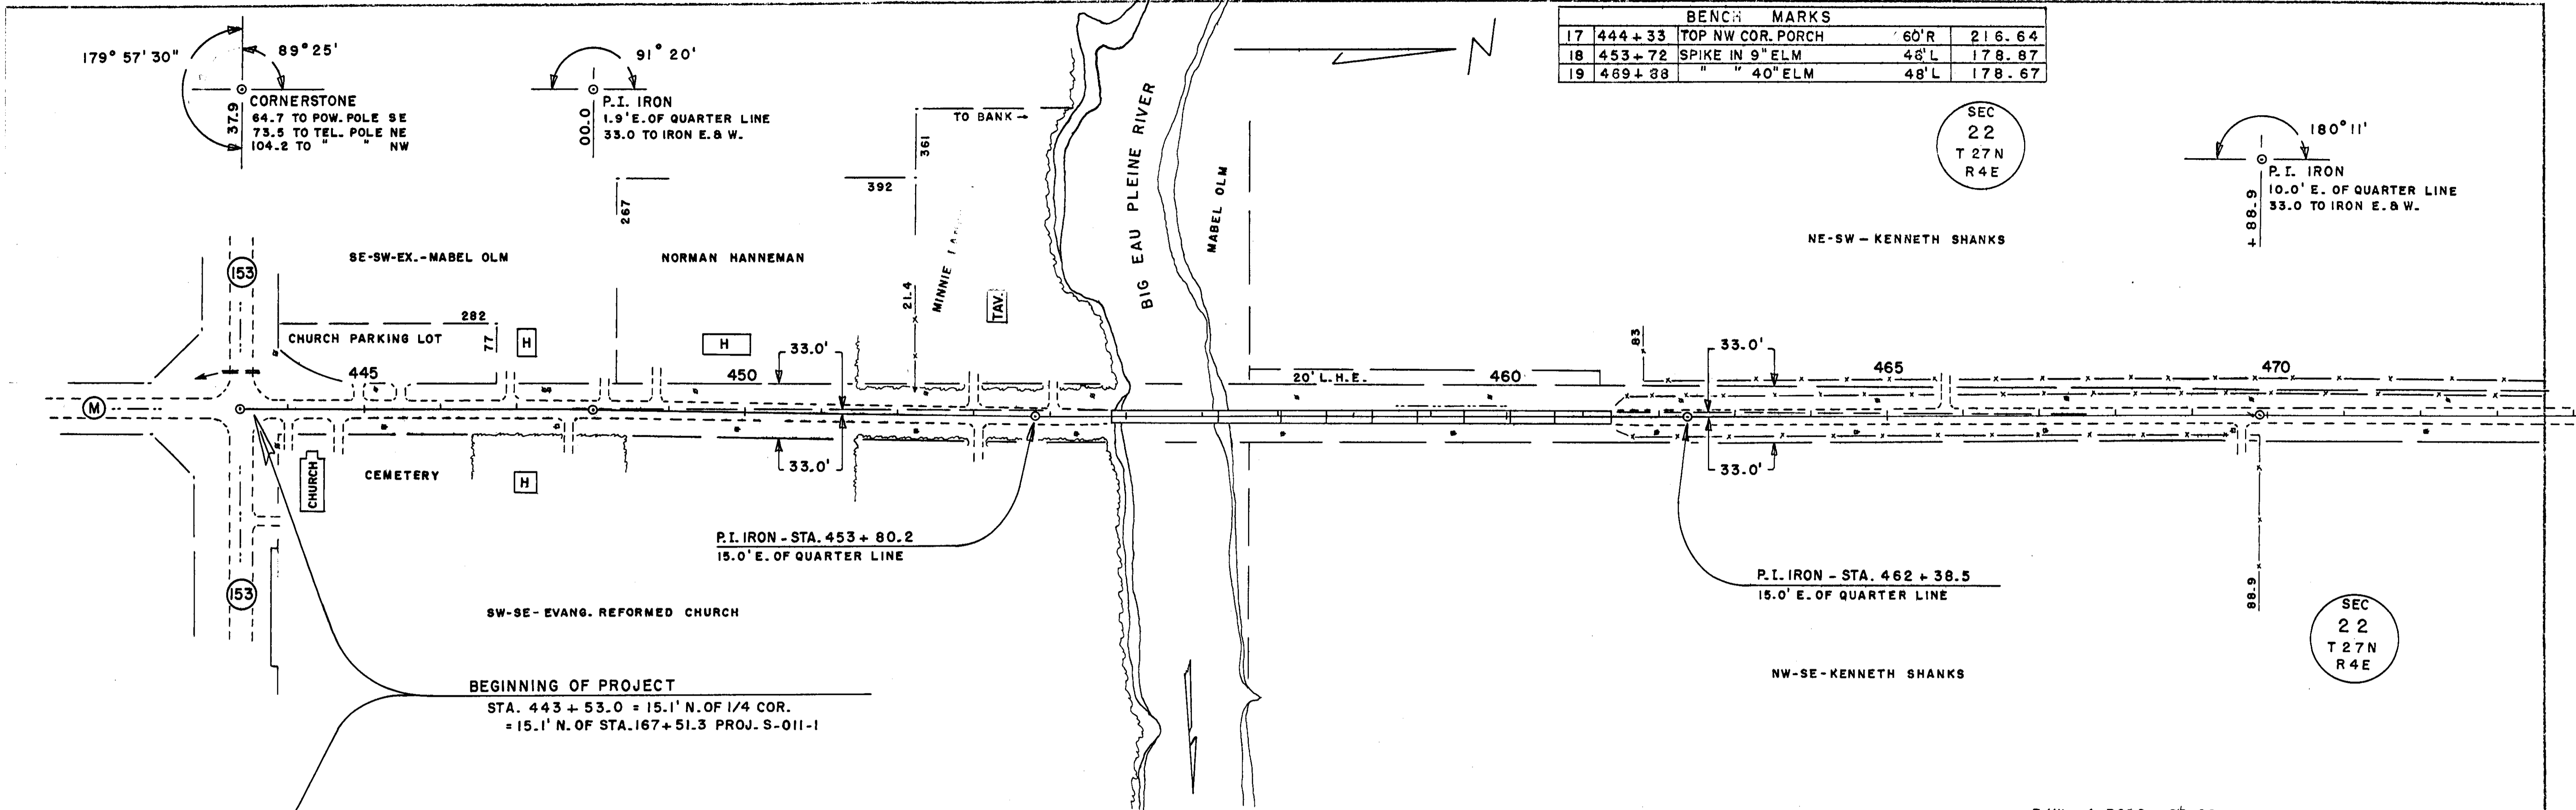 BENCH MARKS
17 444+33 TOP NW COR. PORCH 60'R 216.64
18 453+72 SPIKE IN 9" ELM 48'L 178.87
19 469+88 " " 40" ELM 48'L 178.67
179° 57' 30"
89° 25'
37.9
CORNERSTONE
64.7 TO POW. POLE SE
73.5 TO TEL. POLE NE
104.2 TO " " NW
91° 20'
00.0
P.I. IRON
1.9' E. OF QUARTER LINE
33.0 TO IRON E. & W.
N
TO BANK →
361
392
267
BIG EAU PLEINE RIVER
MABEL OLM
SEC
22
T 27 N
R 4 E
180° 11'
P.I. IRON
10.0' E. OF QUARTER LINE
33.0 TO IRON E. & W.
+ 88.9
SE-SW-EX.-MABEL OLM
NORMAN HANNEMAN
MINNIE
21.4
TAV.
NE-SW-KENNETH SHANKS
153
282
CHURCH PARKING LOT
77
H
H
33.0'
83
33.0'
445
450
20' L.H.E.
460
465
470
M
CHURCH
CEMETERY
H
33.0'
33.0'
P.I. IRON - STA. 453 + 80.2
15.0' E. OF QUARTER LINE
P.I. IRON - STA. 462 + 38.5
15.0' E. OF QUARTER LINE
88.9
153
SW-SE-EVANG. REFORMED CHURCH
SEC
22
T 27 N
R 4 E
NW-SE-KENNETH SHANKS
BEGINNING OF PROJECT
STA. 443 + 53.0 = 15.1' N. OF 1/4 COR.
= 15.1' N. OF STA. 167+51.3 PROJ. S-011-1